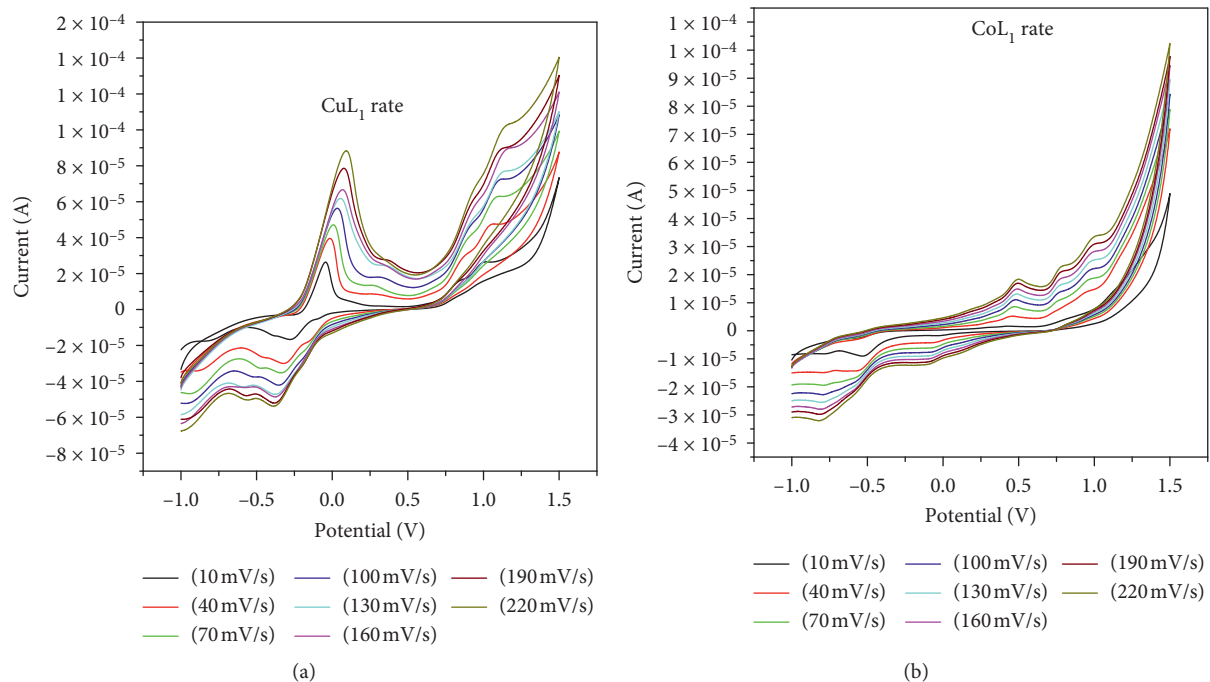 2 × 10⁻⁴
1 × 10⁻⁴
1 × 10⁻⁴
1 × 10⁻⁴
8 × 10⁻⁵
6 × 10⁻⁵
4 × 10⁻⁵
2 × 10⁻⁵
0
−2 × 10⁻⁵
−4 × 10⁻⁵
−6 × 10⁻⁵
−8 × 10⁻⁵
Current (A)
CuL₁ rate
−1.0 −0.5 0.0 0.5 1.0 1.5
Potential (V)
(10 mV/s) (100 mV/s) (190 mV/s)
(40 mV/s) (130 mV/s) (220 mV/s)
(70 mV/s) (160 mV/s)
(a)
1 × 10⁻⁴
1 × 10⁻⁴
9 × 10⁻⁵
8 × 10⁻⁵
7 × 10⁻⁵
6 × 10⁻⁵
5 × 10⁻⁵
4 × 10⁻⁵
3 × 10⁻⁵
2 × 10⁻⁵
1 × 10⁻⁵
0
−1 × 10⁻⁵
−2 × 10⁻⁵
−3 × 10⁻⁵
−4 × 10⁻⁵
Current (A)
CoL₁ rate
−1.0 −0.5 0.0 0.5 1.0 1.5
Potential (V)
(10 mV/s) (100 mV/s) (190 mV/s)
(40 mV/s) (130 mV/s) (220 mV/s)
(70 mV/s) (160 mV/s)
(b)